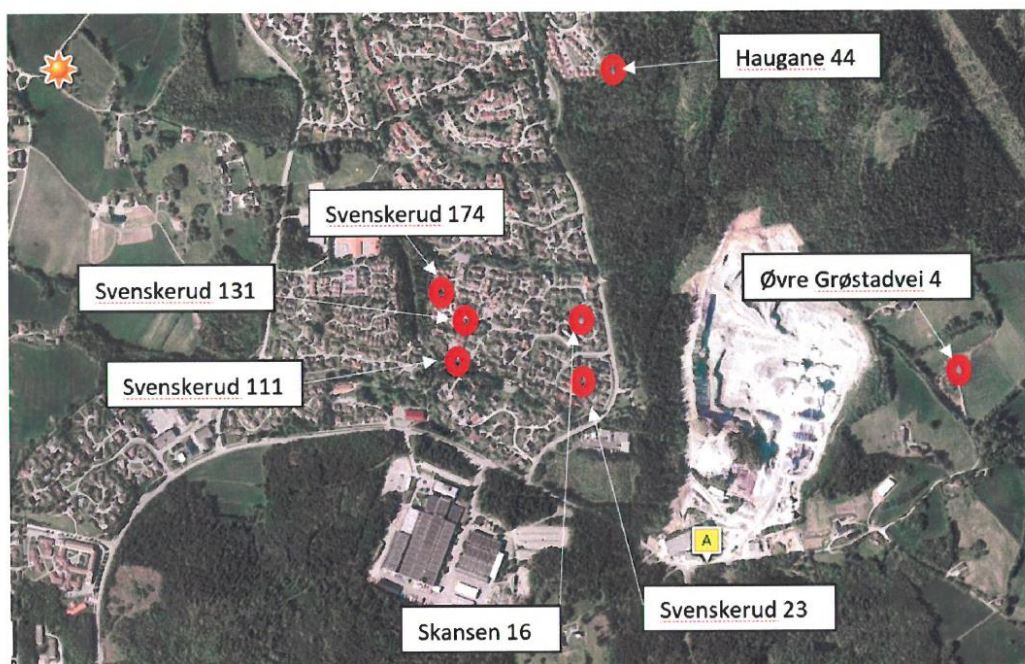 Haugane 44
Svenskerud 174
Øvre Grøstadvei 4
Svenskerud 131
Svenskerud 111
A
Svenskerud 23
Skansen 16